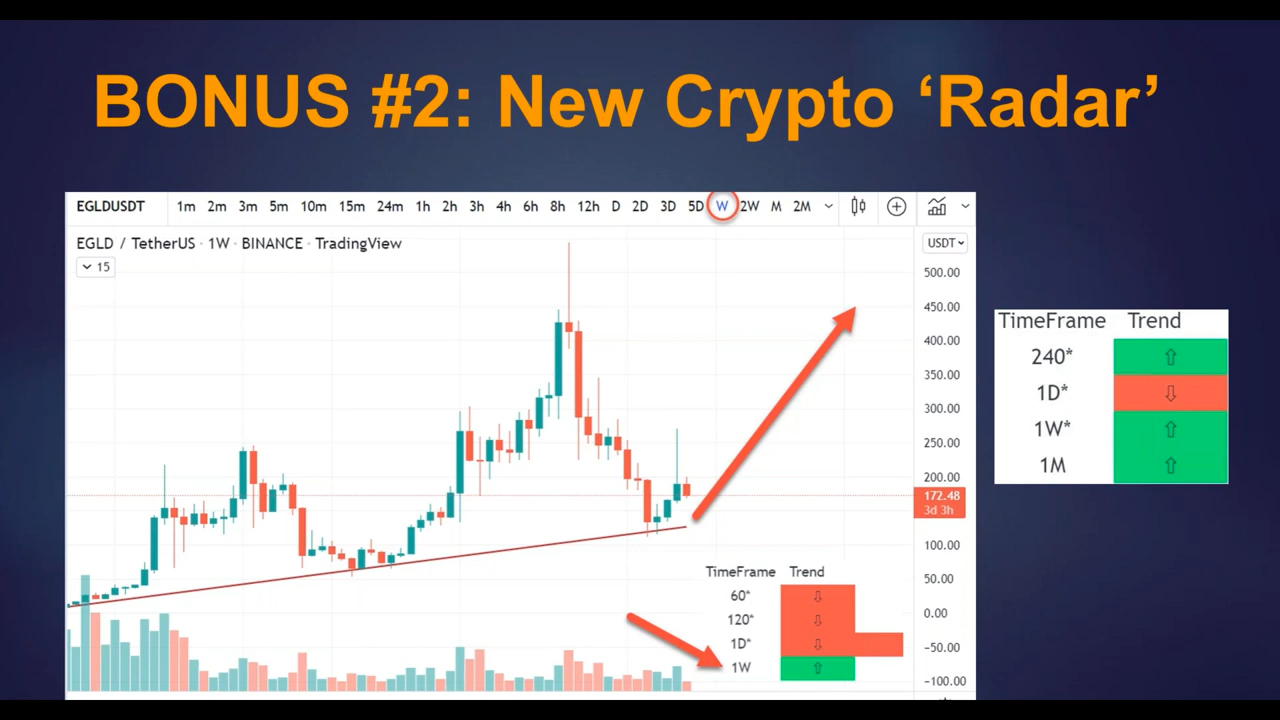 BONUS #2: New Crypto ‘Radar’
EGLDUSDT 1m 2m 3m 5m 10m 15m 24m 1h 2h 3h 4h 6h 8h 12h D 2D 3D 5D W 2W M 2M
EGLD / TetherUS · 1W · BINANCE · TradingView
USDT
15
500.00
450.00
400.00
350.00
300.00
250.00
200.00
172.48
3d 3h
100.00
50.00
0.00
−50.00
−100.00
TimeFrame Trend
60* ⇩
120* ⇩
1D* ⇩
1W ⇧
TimeFrame Trend
240* ⇧
1D* ⇩
1W* ⇧
1M ⇧